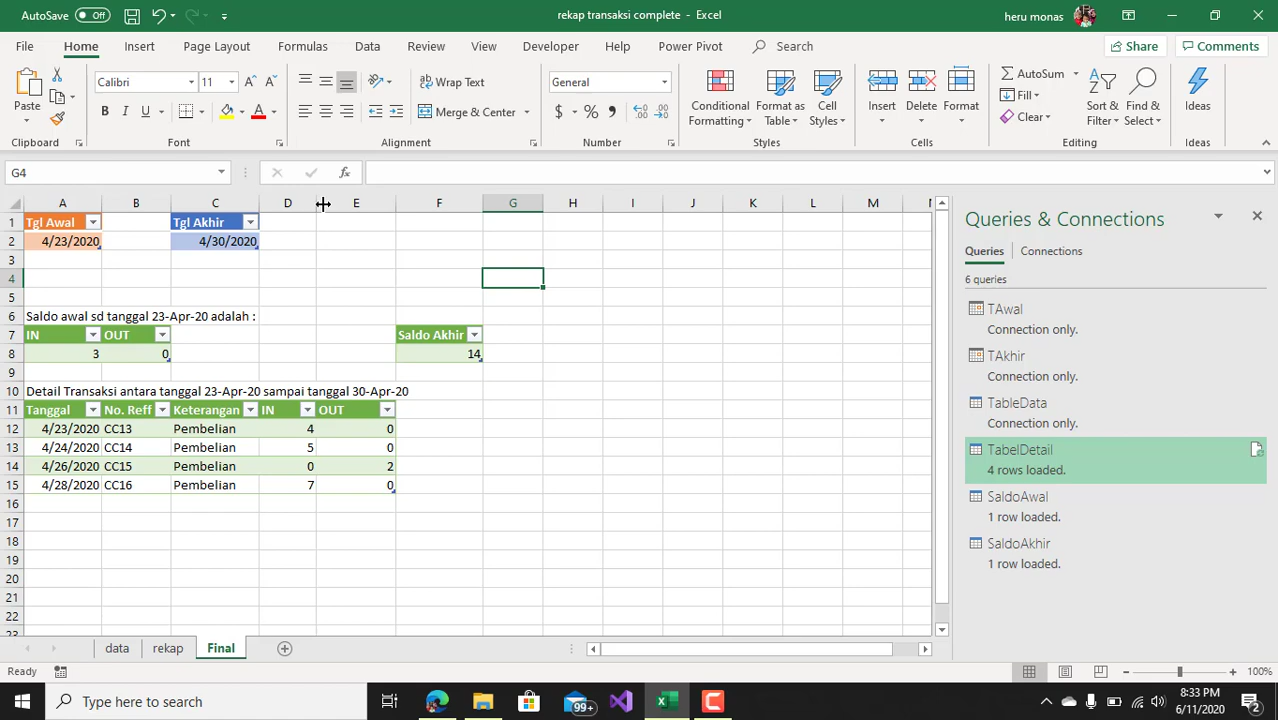 AutoSave Off rekap transaksi complete - Excel heru monas
File Home Insert Page Layout Formulas Data Review View Developer Help Power Pivot Search Share Comments
Paste Calibri 11 A A Wrap Text General Conditional Formatting Format as Table Cell Styles Insert Delete Format AutoSum Sort & Filter Find & Select Ideas
B I U A Merge & Center $ % , Fill
Clear
Clipboard Font Alignment Number Styles Cells Editing Ideas
G4 fx
A B C D E F G H I J K L M N
1 Tgl Awal Tgl Akhir
2 4/23/2020 4/30/2020
3
4
5
6 Saldo awal sd tanggal 23-Apr-20 adalah :
7 IN OUT Saldo Akhir
8 3 0 14
9
10 Detail Transaksi antara tanggal 23-Apr-20 sampai tanggal 30-Apr-20
11 Tanggal No. Reff Keterangan IN OUT
12 4/23/2020 CC13 Pembelian 4 0
13 4/24/2020 CC14 Pembelian 5 0
14 4/26/2020 CC15 Pembelian 0 2
15 4/28/2020 CC16 Pembelian 7 0
16
17
18
19
20
21
22
23
Queries & Connections
Queries Connections
6 queries
TAwal
Connection only.
TAkhir
Connection only.
TableData
Connection only.
TabelDetail
4 rows loaded.
SaldoAwal
1 row loaded.
SaldoAkhir
1 row loaded.
data rekap Final
Ready 100%
Type here to search 99+ 8:33 PM
6/11/2020 2